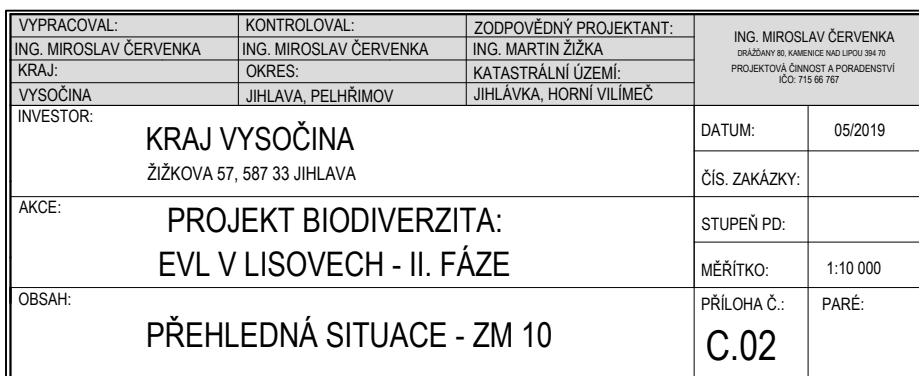 VYPRACOVAL: KONTROLOVAL: ZODPOVĚDNÝ PROJEKTANT:
ING. MIROSLAV ČERVENKA ING. MIROSLAV ČERVENKA ING. MARTIN ŽIŽKA
KRAJ: OKRES: KATASTRÁLNÍ ÚZEMÍ:
VYSOČINA JIHLAVA, PELHŘIMOV JIHLÁVKA, HORNÍ VILÍMEČ
ING. MIROSLAV ČERVENKA
DRÁŽĎANY 80, KAMENICE NAD LIPOU 394 70
PROJEKTOVÁ ČINNOST A PORADENSTVÍ
IČO: 715 66 767
INVESTOR:
KRAJ VYSOČINA
ŽIŽKOVA 57, 587 33 JIHLAVA
DATUM: 05/2019
ČÍS. ZAKÁZKY:
AKCE:
PROJEKT BIODIVERZITA:
EVL V LISOVECH - II. FÁZE
STUPEŇ PD:
MĚŘÍTKO: 1:10 000
OBSAH:
PŘEHLEDNÁ SITUACE - ZM 10
PŘÍLOHA Č.: PARÉ:
C.02